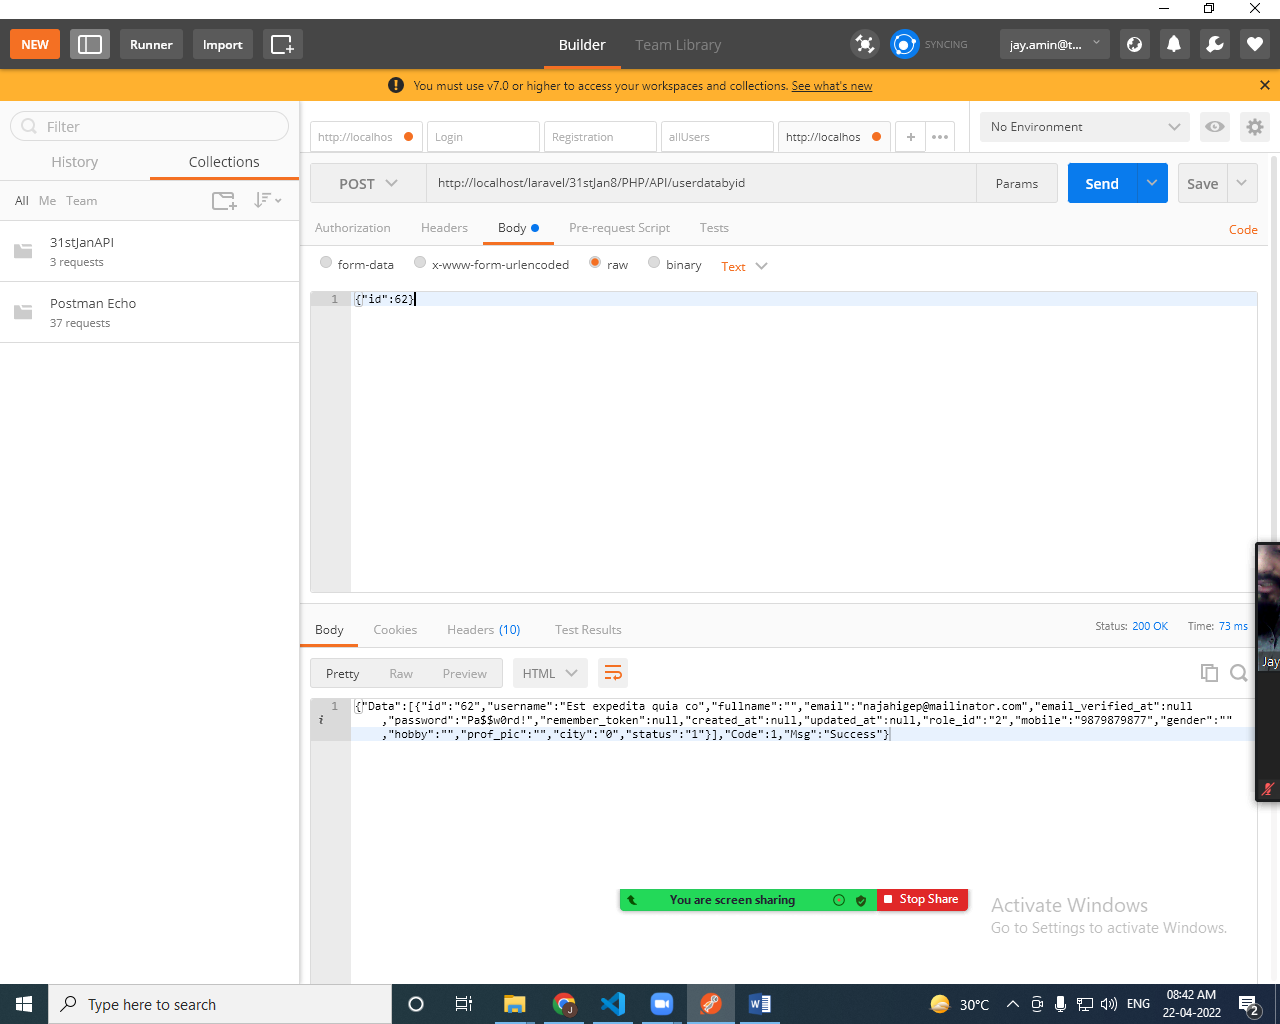 NEW
Runner
Import
Builder
Team Library
SYNCING
jay.amin@t...
You must use v7.0 or higher to access your workspaces and collections. See what's new
Filter
History
Collections
All Me Team
31stJanAPI
3 requests
Postman Echo
37 requests
http://localhos
Login
Registration
allUsers
http://localhos
+
No Environment
POST
http://localhost/laravel/31stJan8/PHP/API/userdatabyid
Params
Send
Save
Authorization
Headers
Body
Pre-request Script
Tests
Code
form-data
x-www-form-urlencoded
raw
binary
Text
1
{"id":62}
Body
Cookies
Headers (10)
Test Results
Status: 200 OK
Time: 73 ms
Pretty
Raw
Preview
HTML
1
i
{"Data":[{"id":"62","username":"Est expedita quia co","fullname":"","email":"najahigep@mailinator.com","email_verified_at":null
,"password":"Pa$$w0rd!","remember_token":null,"created_at":null,"updated_at":null,"role_id":"2","mobile":"9879879877","gender":""
,"hobby":"","prof_pic":"","city":"0","status":"1"}],"Code":1,"Msg":"Success"}
Jay
You are screen sharing
Stop Share
Activate Windows
Go to Settings to activate Windows.
Type here to search
J
30°C
ENG
08:42 AM
22-04-2022
2